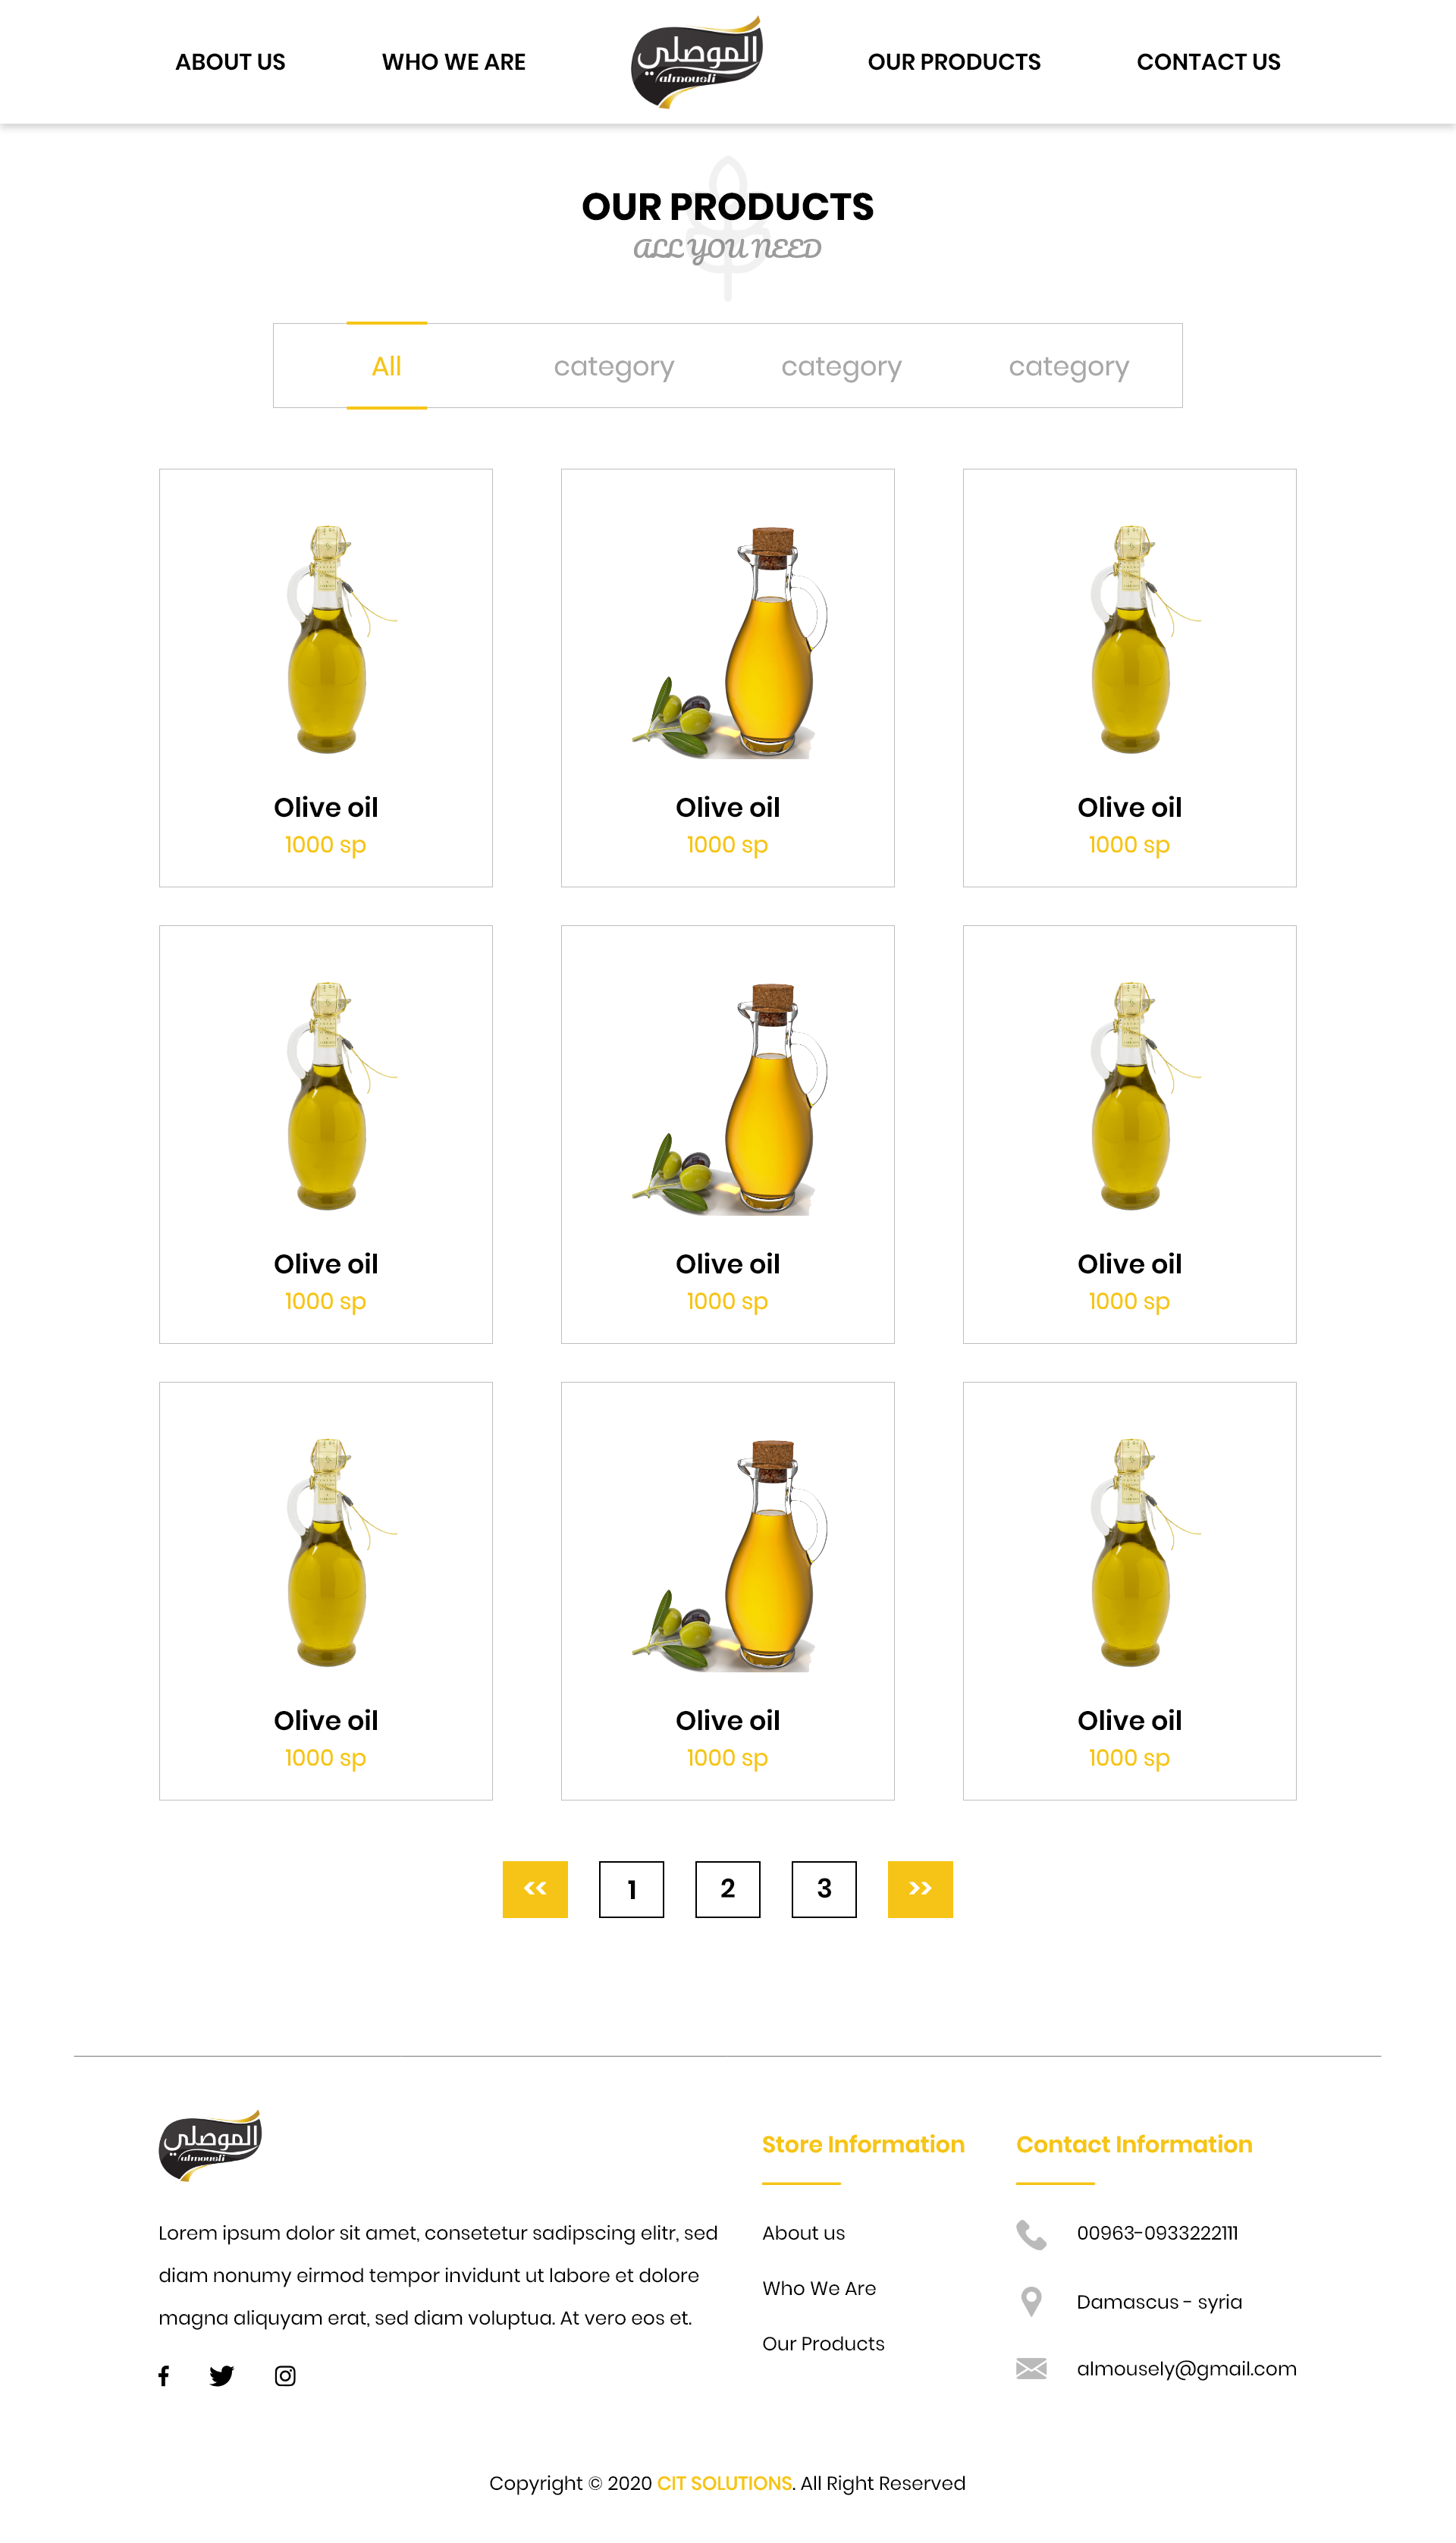 ABOUT US
WHO WE ARE
الموصلي
almousli
OUR PRODUCTS
CONTACT US
OUR PRODUCTS
ALL YOU NEED
All
category
category
category
Olive oil
1000 sp
Olive oil
1000 sp
Olive oil
1000 sp
Olive oil
1000 sp
Olive oil
1000 sp
Olive oil
1000 sp
Olive oil
1000 sp
Olive oil
1000 sp
Olive oil
1000 sp
<<
1
2
3
>>
الموصلي
almousli
Lorem ipsum dolor sit amet, consetetur sadipscing elitr, sed
diam nonumy eirmod tempor invidunt ut labore et dolore
magna aliquyam erat, sed diam voluptua. At vero eos et.
Store Information
About us
Who We Are
Our Products
Contact Information
00963-0933222111
Damascus - syria
almousely@gmail.com
Copyright © 2020 CIT SOLUTIONS. All Right Reserved